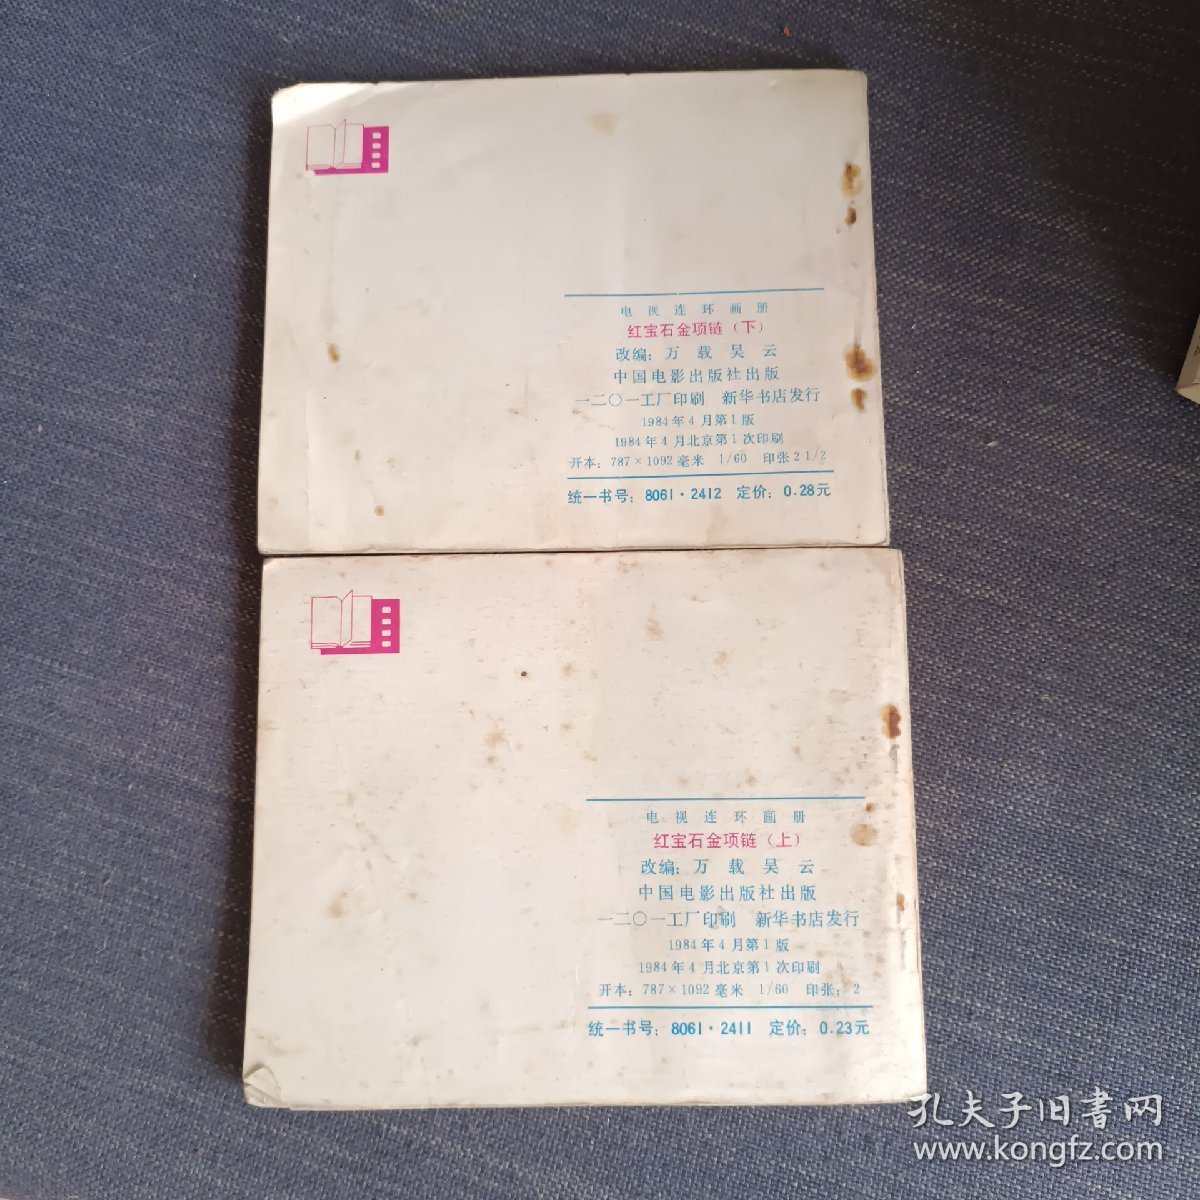 电视连环画册
红宝石金项链（下）
改编：万载 吴云
中国电影出版社出版
一二〇一工厂印刷 新华书店发行
1984年4月第1版
1984年4月北京第1次印刷
开本：787×1092毫米 1/60 印张2 1/2
统一书号：8061·2412 定价：0.28元
电视连环画册
红宝石金项链（上）
改编：万载 吴云
中国电影出版社出版
一二〇一工厂印刷 新华书店发行
1984年4月第1版
1984年4月北京第1次印刷
开本：787×1092毫米 1/60 印张：2
统一书号：8061·2411 定价：0.23元
孔夫子旧書网
www.kongfz.com